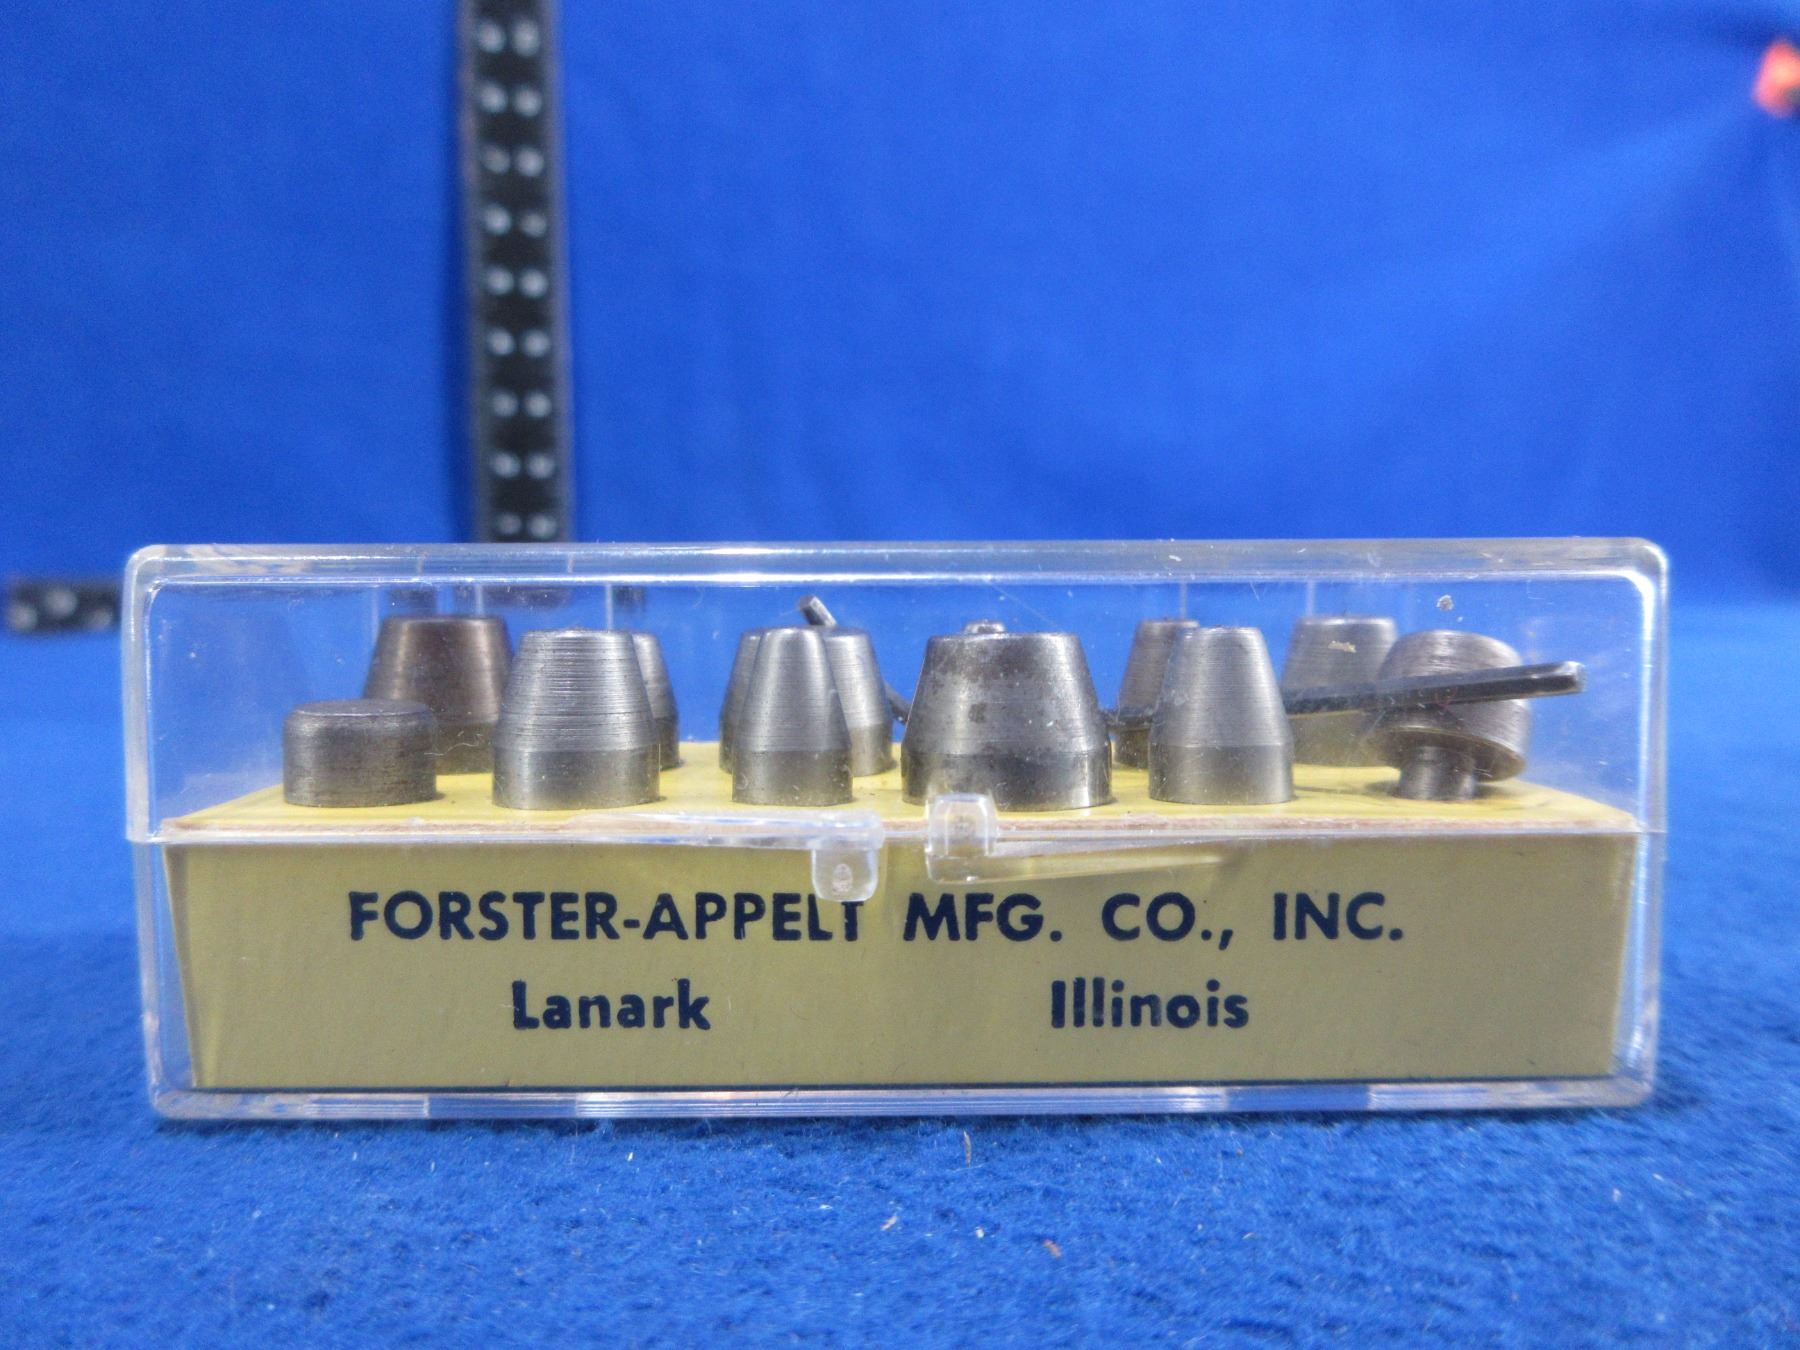 FORSTER-APPELT MFG. CO., INC.
Lanark Illinois